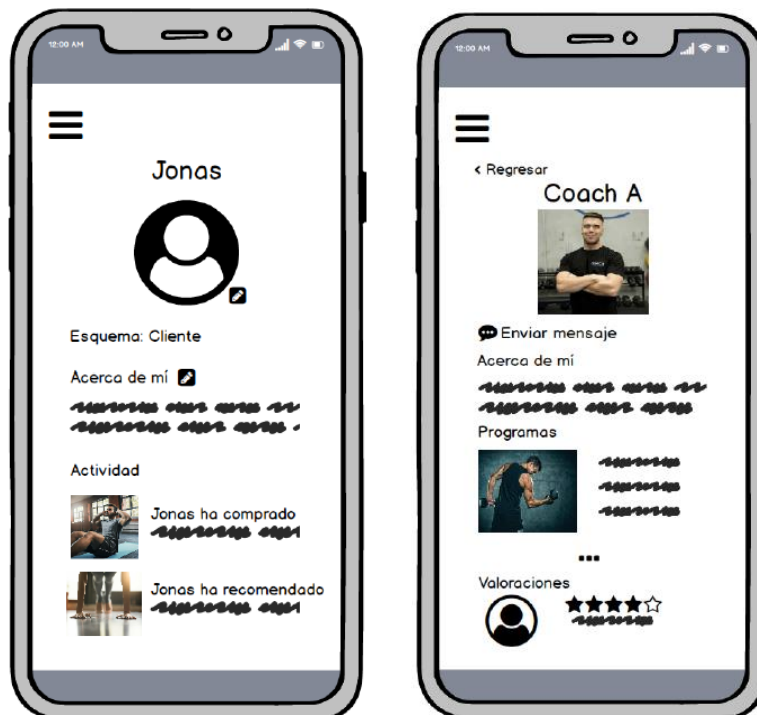 12:00 AM
Jonas
Esquema: Cliente
Acerca de mí
Actividad
Jonas ha comprado
Jonas ha recomendado
12:00 AM
< Regresar
Coach A
Enviar mensaje
Acerca de mí
Programas
...
Valoraciones